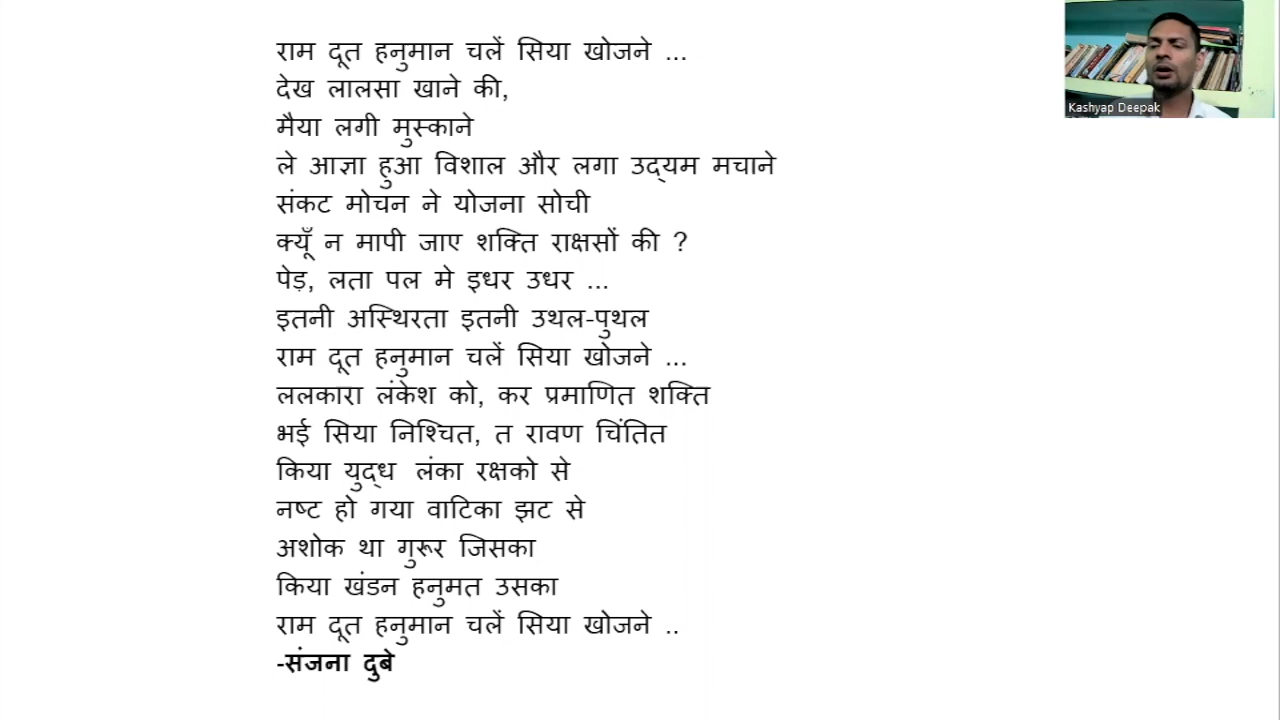 राम दूत हनुमान चलें सिया खोजने ...
देख लालसा खाने की,
मैया लगी मुस्काने
ले आज्ञा हुआ विशाल और लगा उद्यम मचाने
संकट मोचन ने योजना सोची
क्यूँ न मापी जाए शक्ति राक्षसों की ?
पेड़, लता पल मे इधर उधर ...
इतनी अस्थिरता इतनी उथल-पुथल
राम दूत हनुमान चलें सिया खोजने ...
ललकारा लंकेश को, कर प्रमाणित शक्ति
भई सिया निश्चित, त रावण चिंतित
किया युद्ध लंका रक्षको से
नष्ट हो गया वाटिका झट से
अशोक था गुरूर जिसका
किया खंडन हनुमत उसका
राम दूत हनुमान चलें सिया खोजने ..
-संजना दुबे
Kashyap Deepak